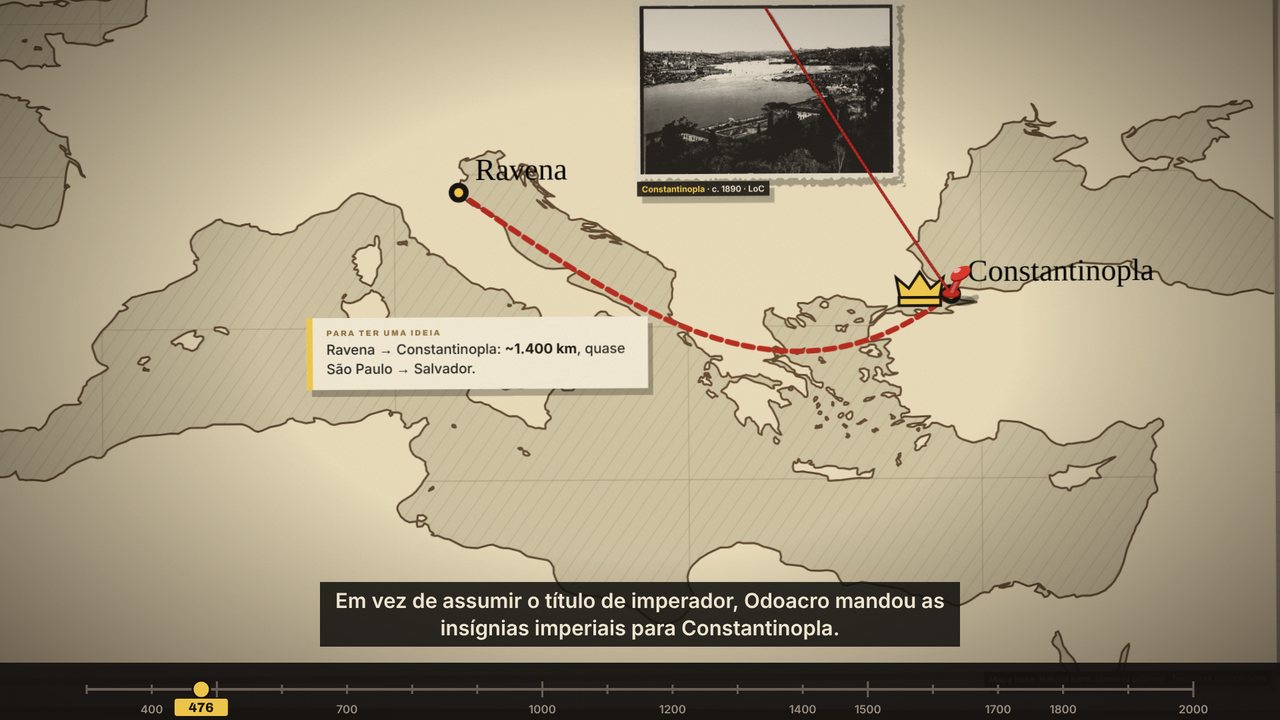 Ravena
Constantinopla · c. 1890 · LoC
Constantinopla
PARA TER UMA IDEIA
Ravena → Constantinopla: ~1.400 km, quase
São Paulo → Salvador.
Em vez de assumir o título de imperador, Odoacro mandou as
insígnias imperiais para Constantinopla.
400 476 700 1000 1200 1400 1500 1700 1800 2000